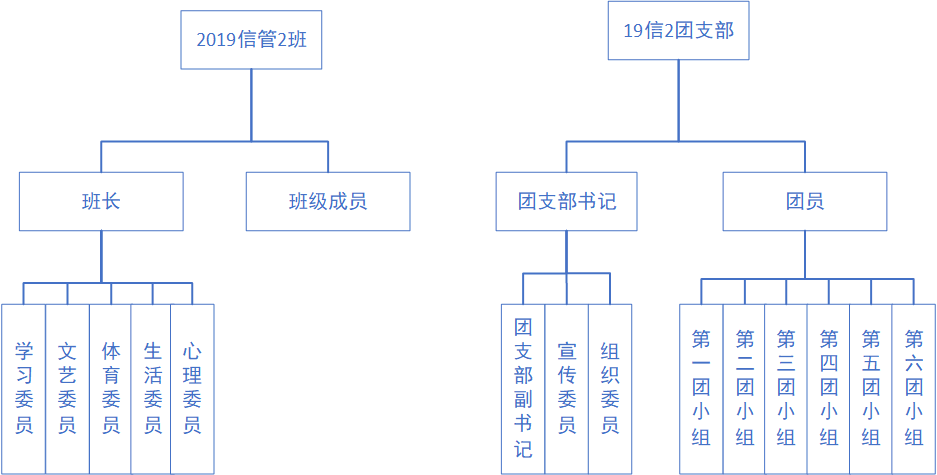 2019信管2班
19信2团支部
班长
班级成员
团支部书记
团员
学习委员
文艺委员
体育委员
生活委员
心理委员
团支部副书记
宣传委员
组织委员
第一团小组
第二团小组
第三团小组
第四团小组
第五团小组
第六团小组